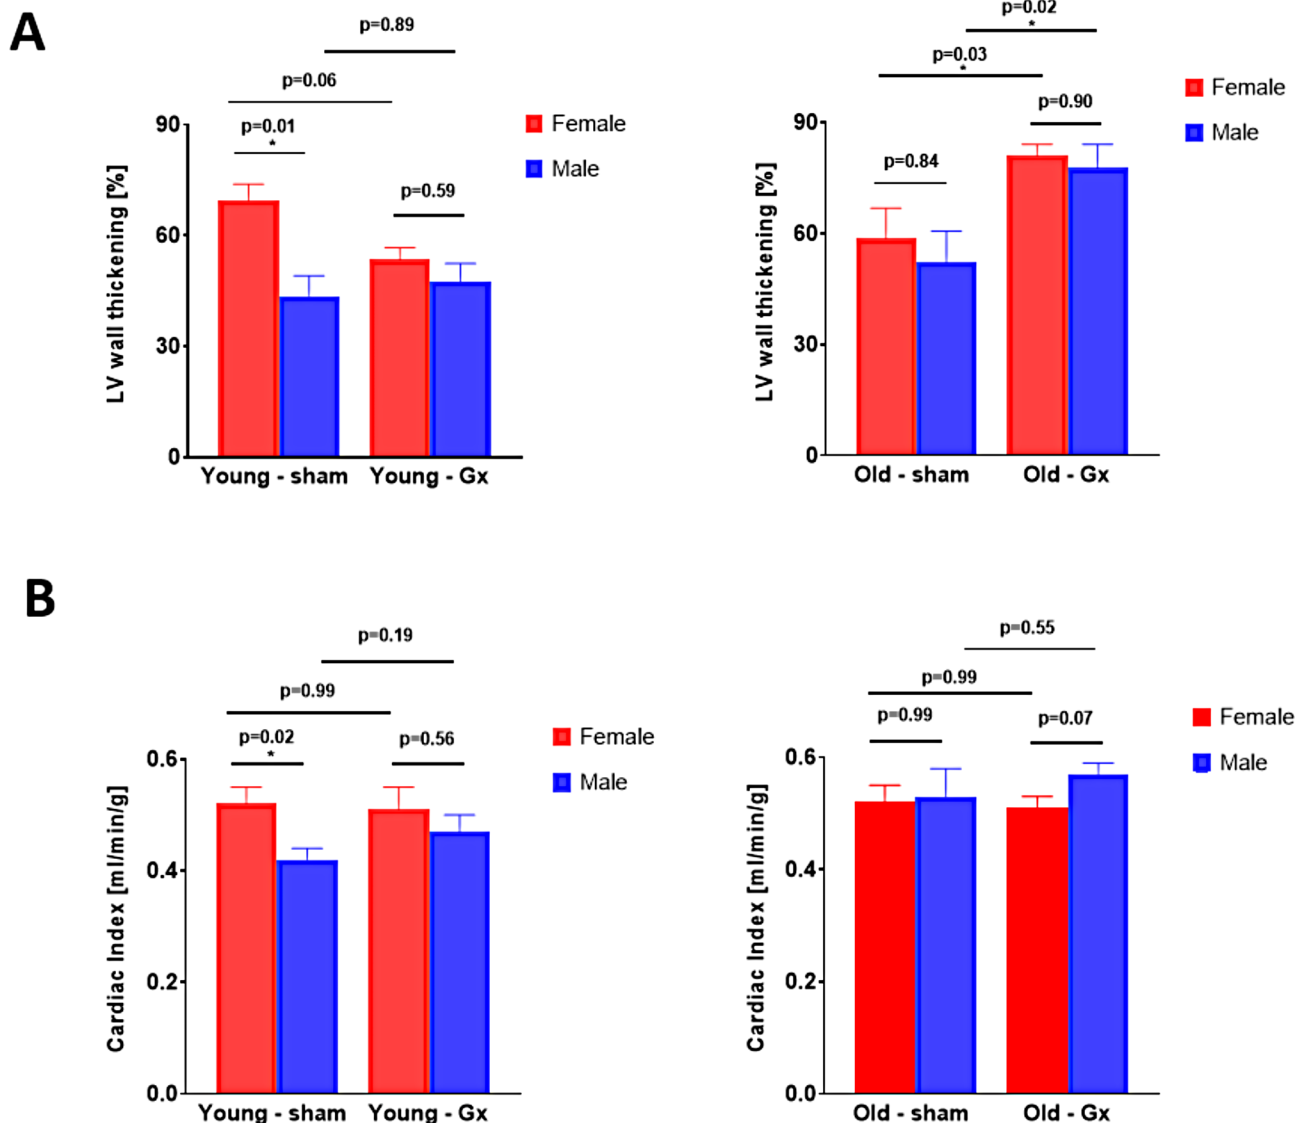 A
p=0.89
p=0.06
p=0.01
*
p=0.59
90
60
30
0
LV wall thickening [%]
Young - sham
Young - Gx
Female
Male
p=0.02
*
p=0.03
*
p=0.90
p=0.84
90
60
30
0
LV wall thickening [%]
Old - sham
Old - Gx
Female
Male
B
p=0.19
p=0.99
p=0.02
*
p=0.56
0.6
0.4
0.2
0.0
Cardiac Index [ml/min/g]
Young - sham
Young - Gx
Female
Male
p=0.55
p=0.99
p=0.99
p=0.07
0.6
0.4
0.2
0.0
Cardiac Index [ml/min/g]
Old - sham
Old - Gx
Female
Male